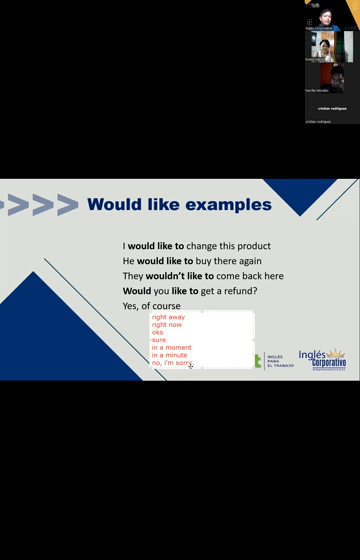 cristian rodriguez
cristian rodriguez
Would like examples
I would like to change this product
He would like to buy there again
They wouldn't like to come back here
Would you like to get a refund?
Yes, of course
right away
right now
oks
sure
in a moment
in a minute
no, i'm sorry
t
INGLÉS
PARA
EL TRABAJO
Inglés
Corporativo